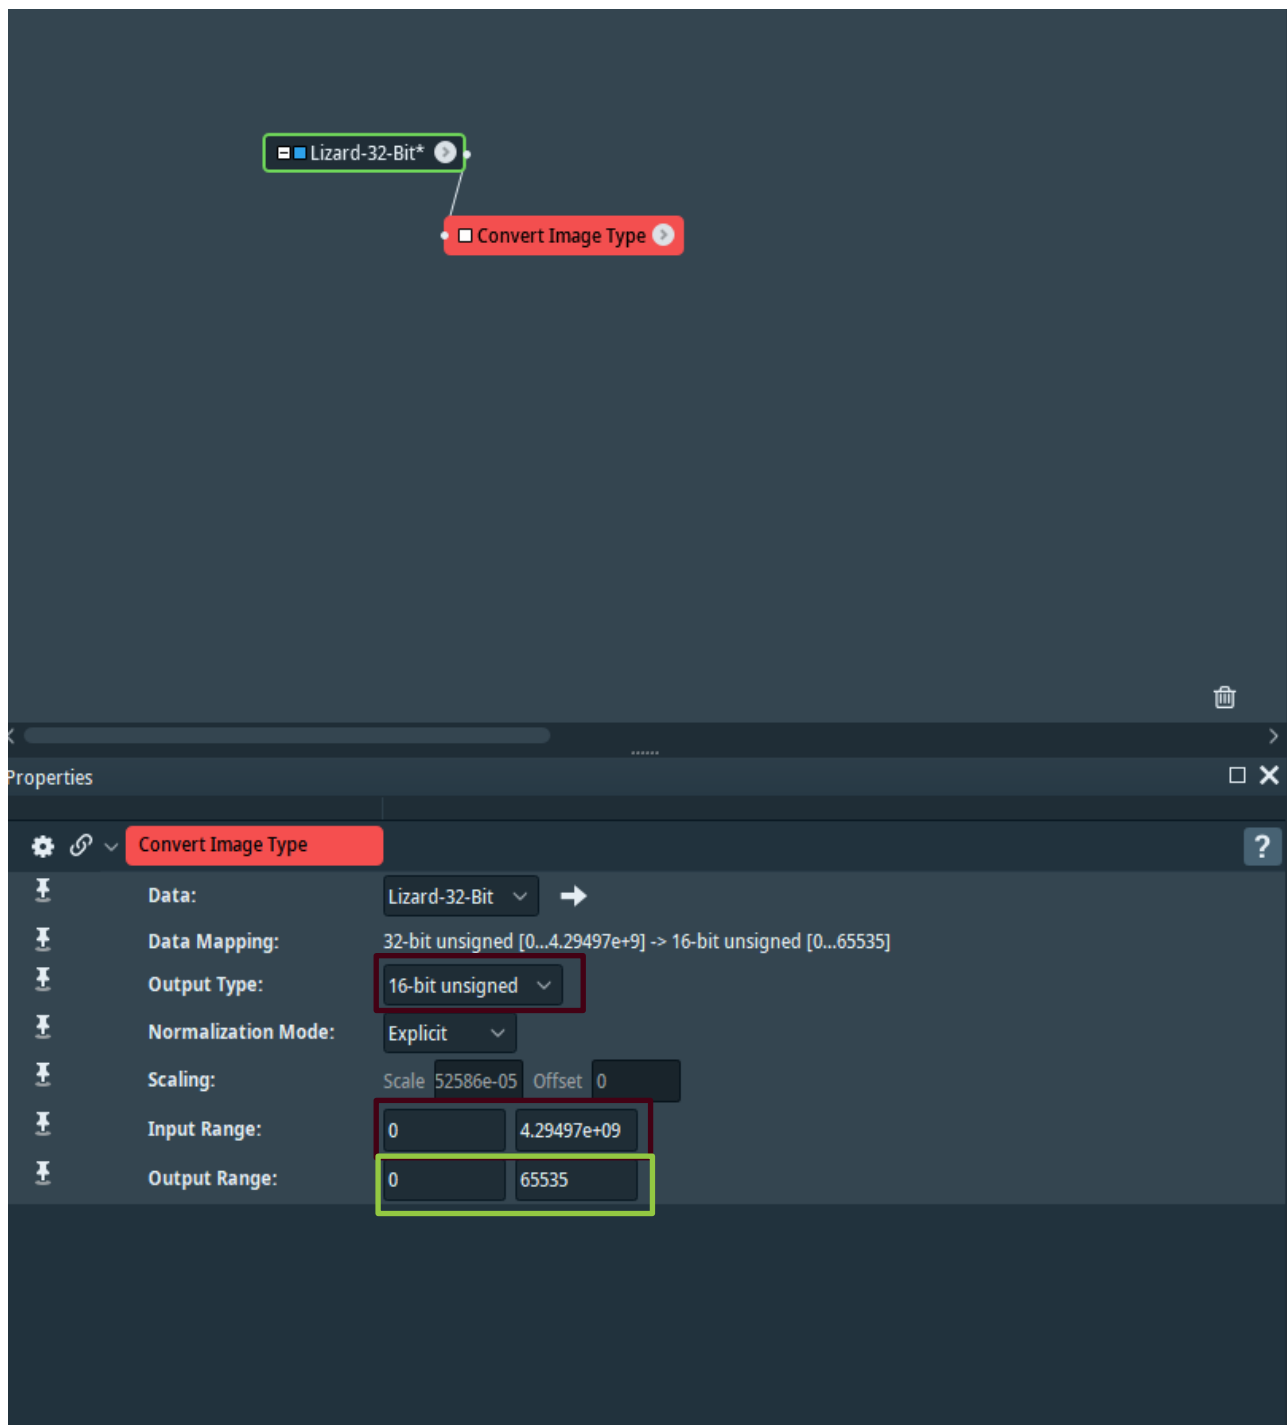 Lizard-32-Bit*
Convert Image Type
Properties
Convert Image Type
?
Data: Lizard-32-Bit
Data Mapping: 32-bit unsigned [0...4.29497e+9] -> 16-bit unsigned [0...65535]
Output Type: 16-bit unsigned
Normalization Mode: Explicit
Scaling: Scale 52586e-05 Offset 0
Input Range: 0 4.29497e+09
Output Range: 0 65535